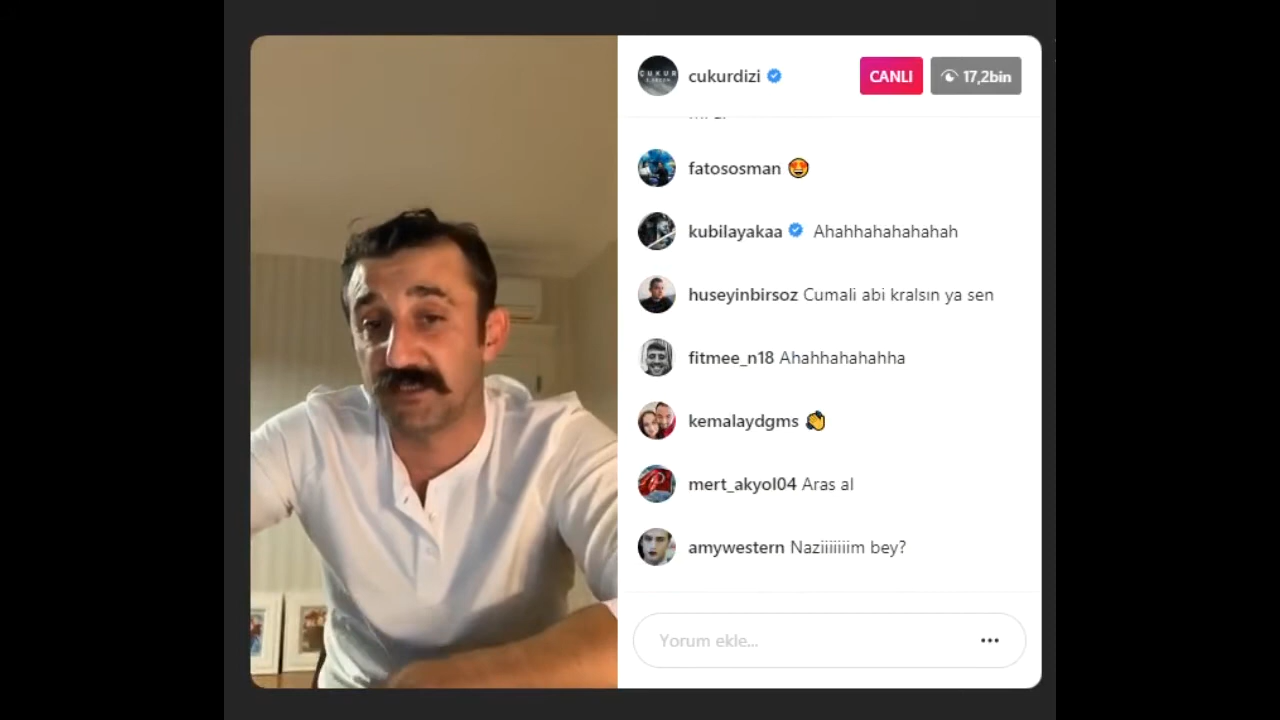 cukurdizi
CANLI
17,2bin
ÇUKUR
fatososman
kubilayakaa Ahahhahahahahah
huseyinbirsoz Cumali abi kralsın ya sen
fitmee_n18 Ahahhahahahha
kemalaydgms
mert_akyol04 Aras al
amywestern Naziiiiiiim bey?
Yorum ekle...